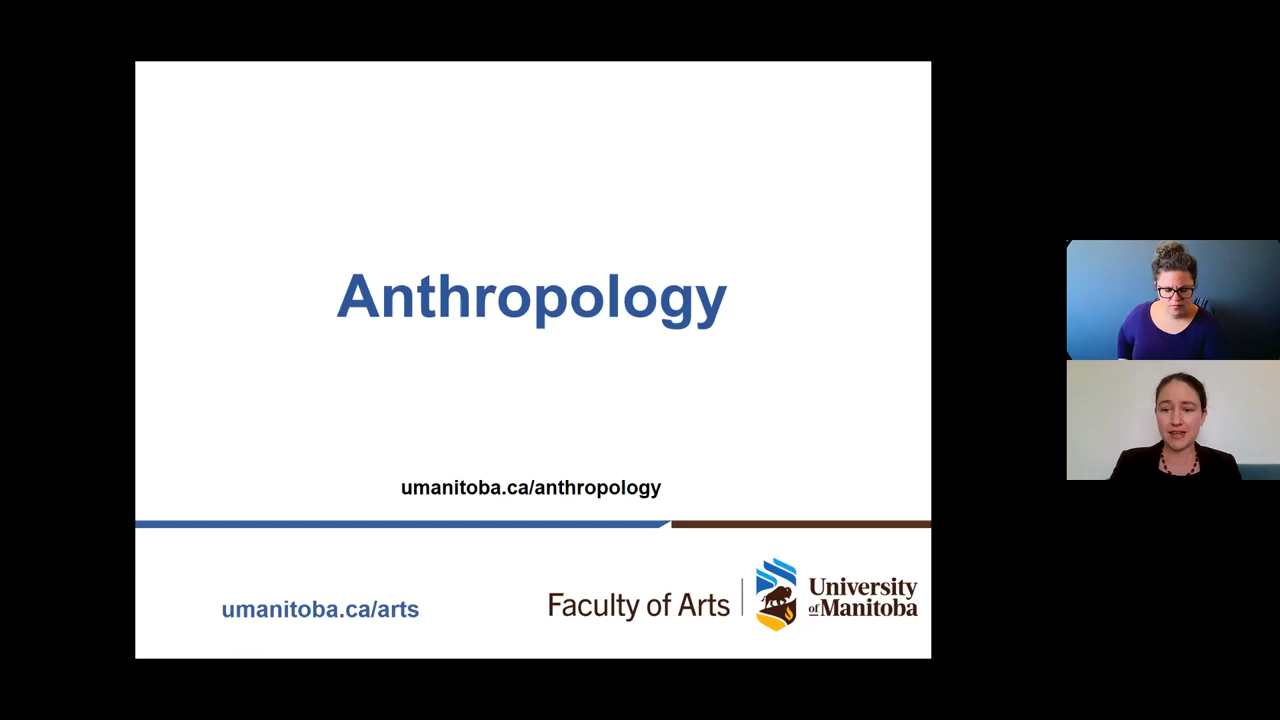 Anthropology
umanitoba.ca/anthropology
umanitoba.ca/arts
Faculty of Arts
University
of Manitoba